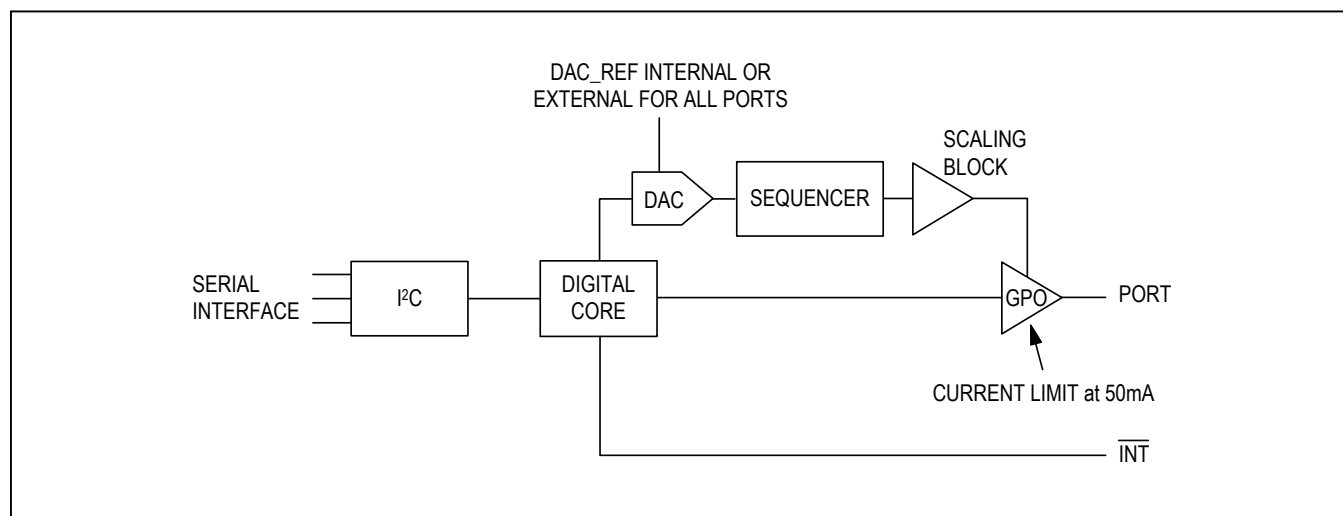 DAC_REF INTERNAL OR
EXTERNAL FOR ALL PORTS
SCALING
BLOCK
DAC
SEQUENCER
SERIAL
INTERFACE
I²C
DIGITAL
CORE
GPO
PORT
CURRENT LIMIT at 50mA
INT